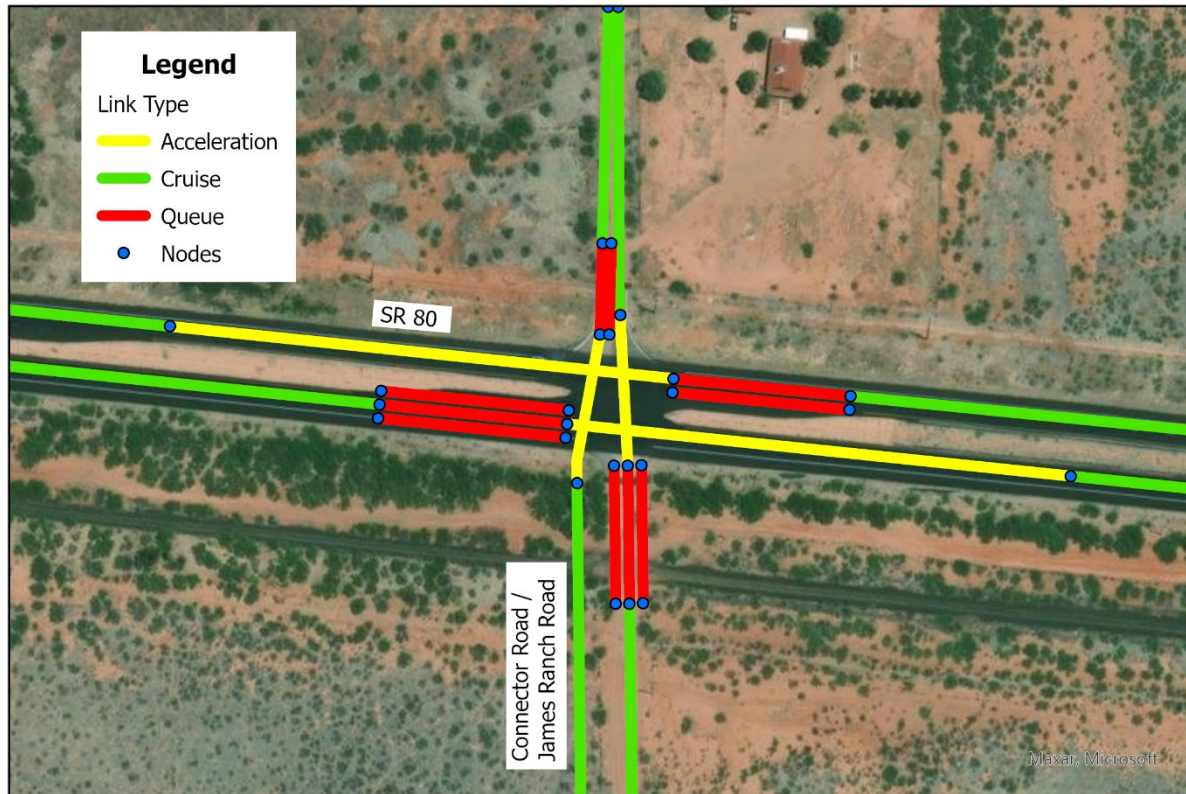 Legend
Link Type
Acceleration
Cruise
Queue
Nodes
SR 80
Connector Road /
James Ranch Road
Maxar, Microsoft